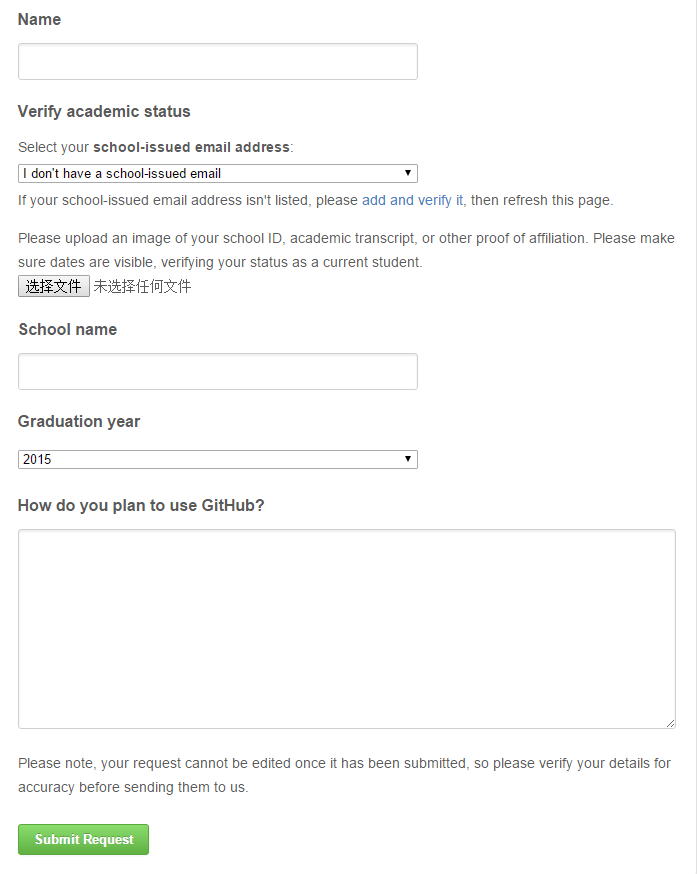 Name
Verify academic status
Select your school-issued email address:
I don't have a school-issued email
If your school-issued email address isn't listed, please add and verify it, then refresh this page.
Please upload an image of your school ID, academic transcript, or other proof of affiliation. Please make
sure dates are visible, verifying your status as a current student.
选择文件 未选择任何文件
School name
Graduation year
2015
How do you plan to use GitHub?
Please note, your request cannot be edited once it has been submitted, so please verify your details for
accuracy before sending them to us.
Submit Request